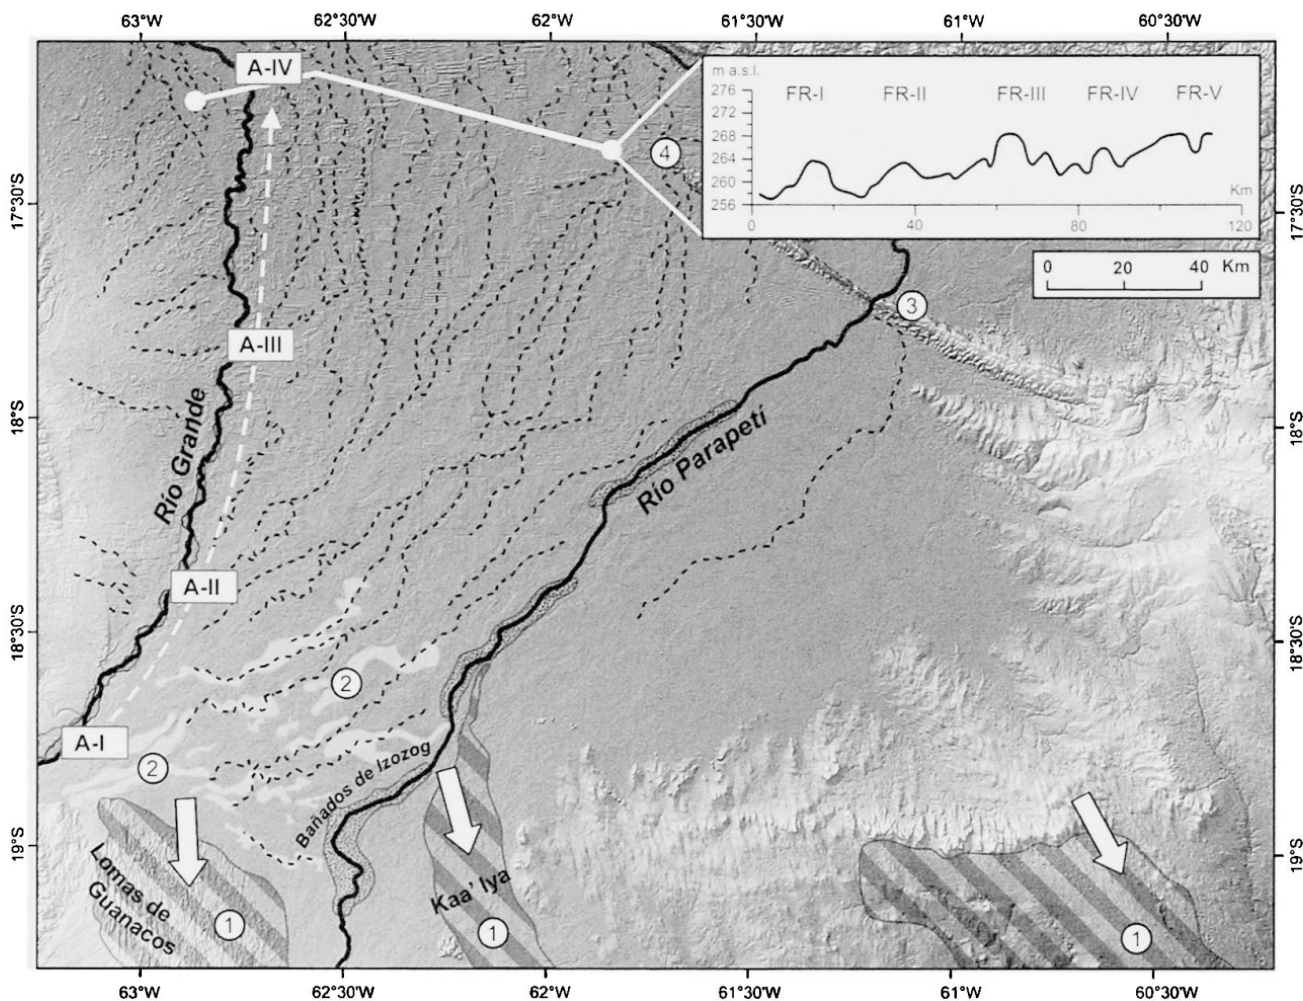 63°W 62°30'W 62°W 61°30'W 61°W 60°30'W
A-IV
m a.s.l.
276
272
268
264
260
256
FR-I FR-II FR-III FR-IV FR-V
Km
0 40 80 120
4
17°30'S
17°30'S
0 20 40 Km
3
A-III
Río Grande
Río Parapetí
18°S
18°S
A-II
18°30'S
18°30'S
2
A-I
2
Bañados de Izozog
19°S
19°S
Lomas de
Guanacos
1
Kaa' Iya
1
1
63°W 62°30'W 62°W 61°30'W 61°W 60°30'W